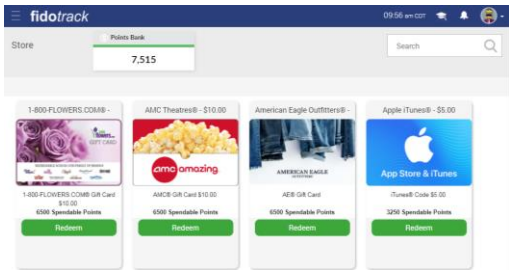 fidotrack
09:56 am CDT
Store
Points Bank
7,515
Search
1-800-FLOWERS.COM® -
flowers
GIFT CARD
1-800-FLOWERS.COM® Gift Card
$10.00
6500 Spendable Points
Redeem
AMC Theatres® - $10.00
amc amazing.
AMC® Gift Card $10.00
6500 Spendable Points
Redeem
American Eagle Outfitters® -
AMERICAN EAGLE
OUTFITTERS
AE® Gift Card
6500 Spendable Points
Redeem
Apple iTunes® - $5.00
App Store & iTunes
iTunes® Code $5.00
3250 Spendable Points
Redeem